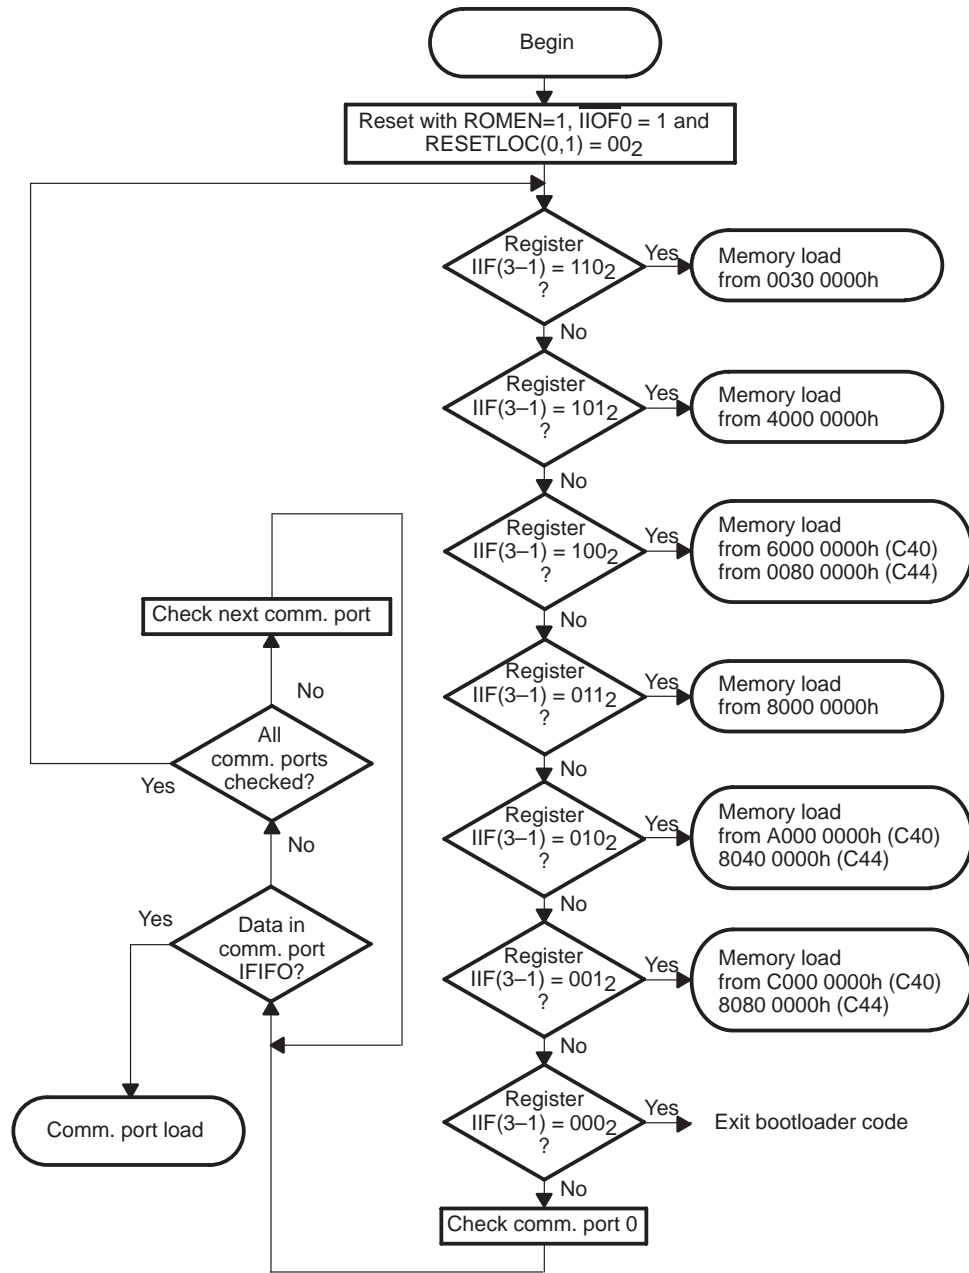 Begin
Reset with ROMEN=1, I̅I̅O̅F̅0 = 1 and
RESETLOC(0,1) = 00₂
Register
IIF(3–1) = 110₂
?
Yes
Memory load
from 0030 0000h
No
Register
IIF(3–1) = 101₂
?
Yes
Memory load
from 4000 0000h
No
Register
IIF(3–1) = 100₂
?
Yes
Memory load
from 6000 0000h (C40)
from 0080 0000h (C44)
No
Register
IIF(3–1) = 011₂
?
Yes
Memory load
from 8000 0000h
No
Register
IIF(3–1) = 010₂
?
Yes
Memory load
from A000 0000h (C40)
8040 0000h (C44)
No
Register
IIF(3–1) = 001₂
?
Yes
Memory load
from C000 0000h (C40)
8080 0000h (C44)
No
Register
IIF(3–1) = 000₂
?
Yes
Exit bootloader code
No
Check comm. port 0
Check next comm. port
No
All
comm. ports
checked?
Yes
No
Data in
comm. port
IFIFO?
Yes
Comm. port load